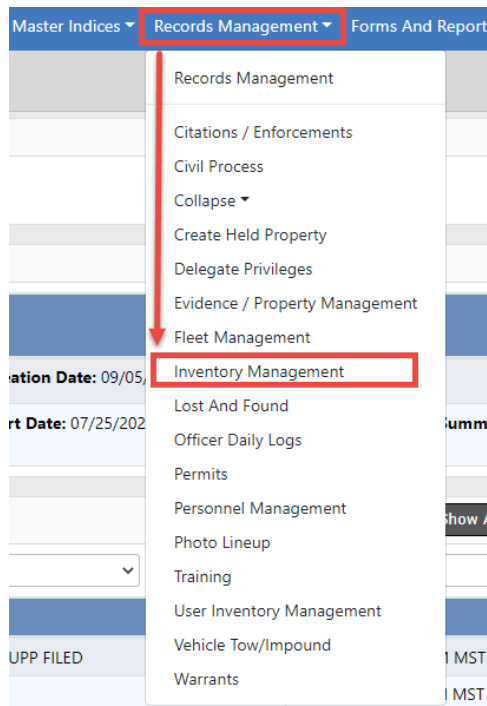 Master Indices Records Management Forms And Report
Records Management
Citations / Enforcements
Civil Process
Collapse
Create Held Property
Delegate Privileges
Evidence / Property Management
Fleet Management
eation Date: 09/05/
Inventory Management
Lost And Found
rt Date: 07/25/202
Summ
Officer Daily Logs
Permits
Personnel Management
Show A
Photo Lineup
Training
User Inventory Management
Vehicle Tow/Impound
UPP FILED
MST
Warrants
MST